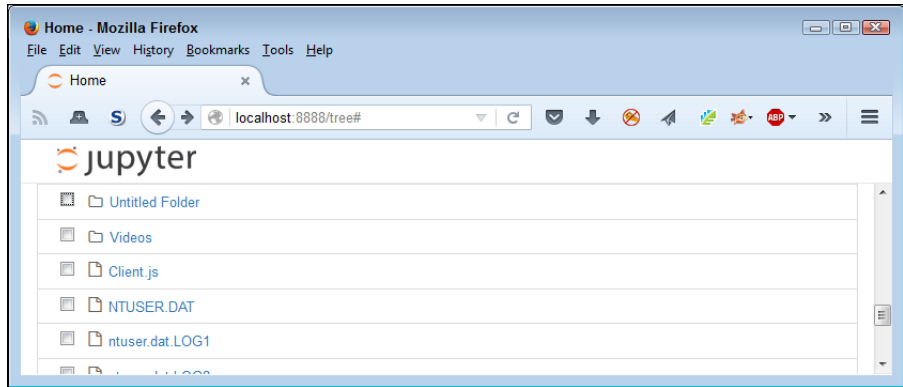 Home - Mozilla Firefox
File Edit View History Bookmarks Tools Help
Home
S localhost:8888/tree# ABP
jupyter
Untitled Folder
Videos
Client.js
NTUSER.DAT
ntuser.dat.LOG1